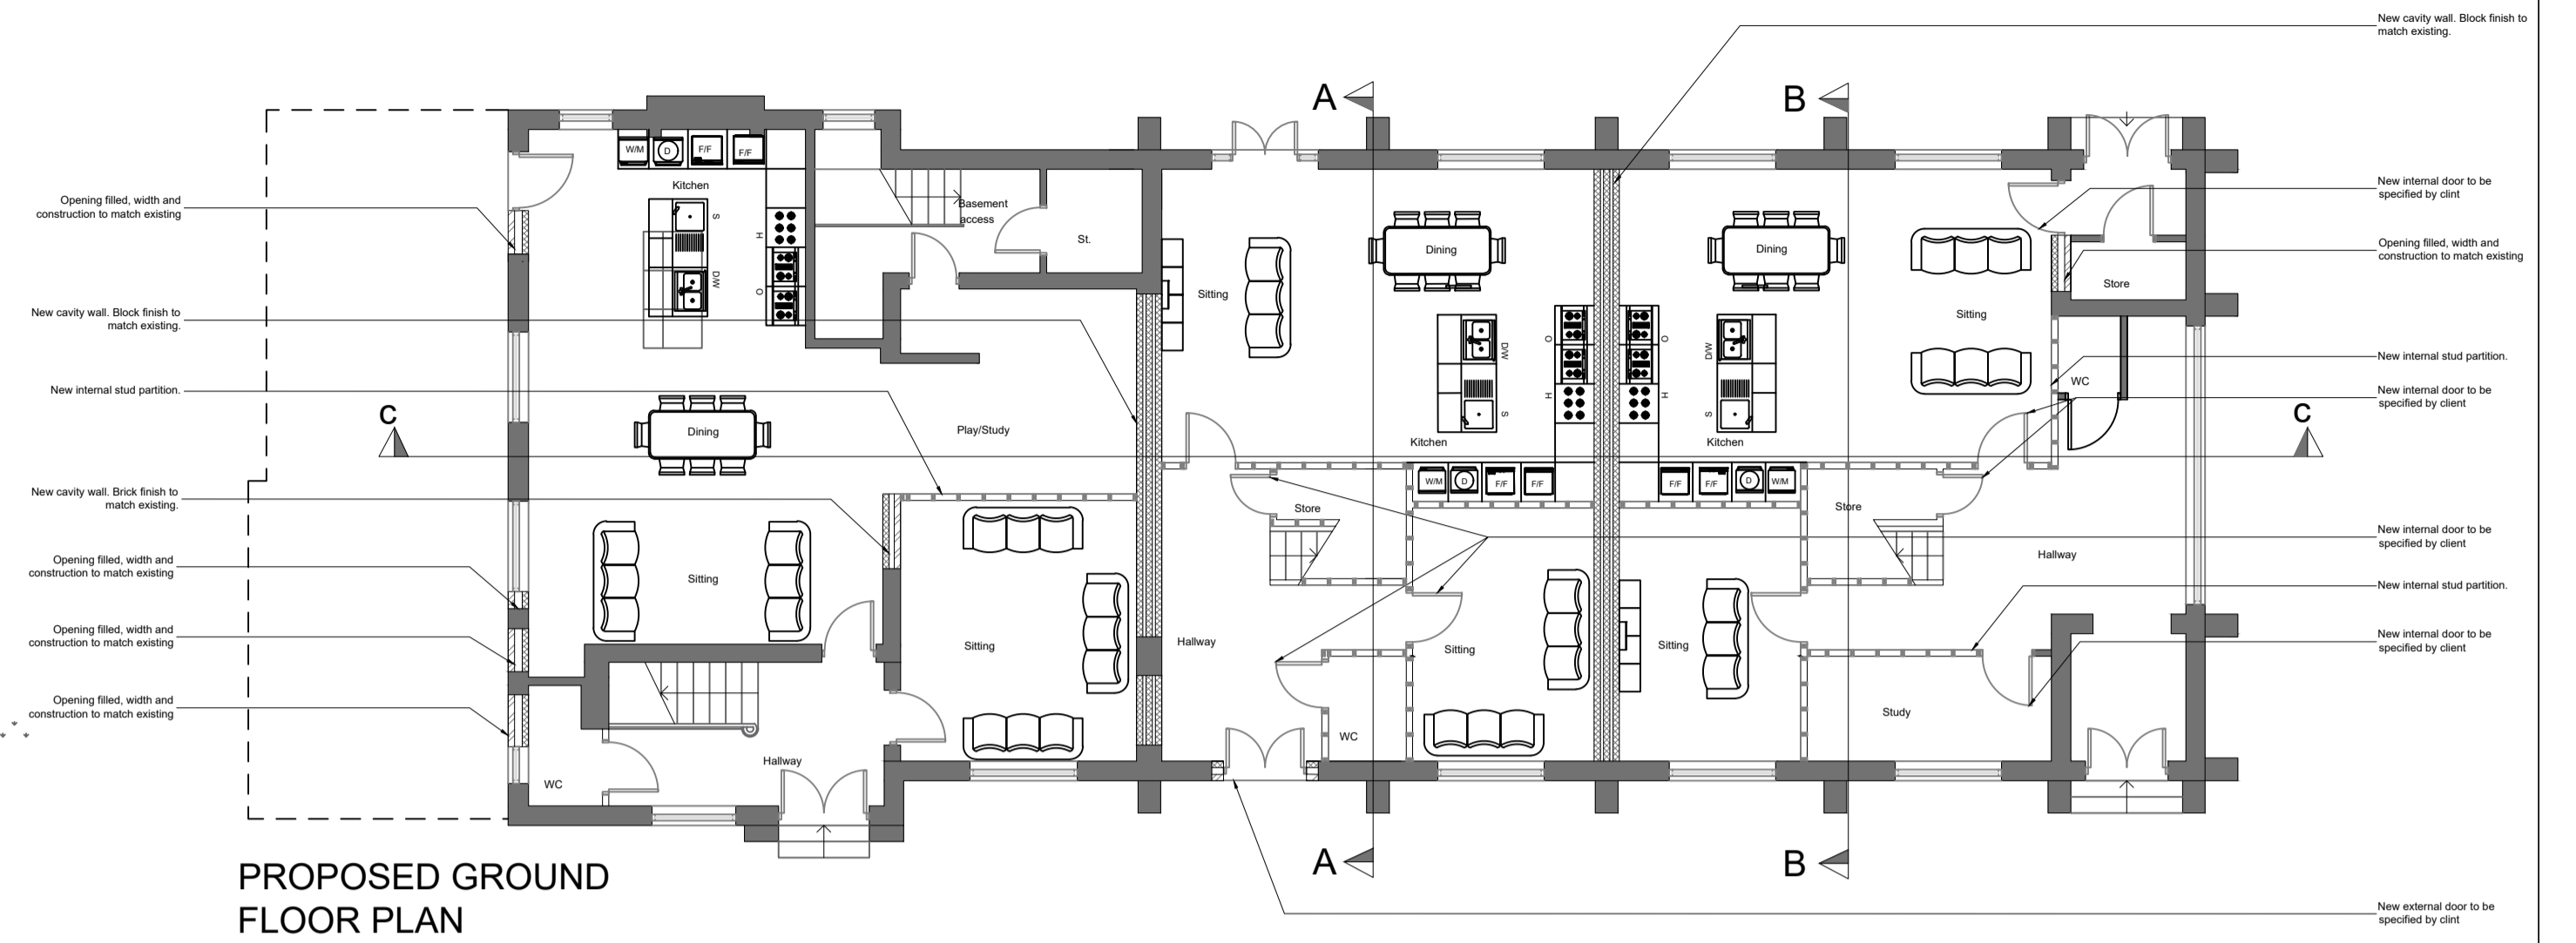 New cavity wall. Block finish to
match existing.
A
B
W/M
D
F/F
F/F
Kitchen
S
H
D/W
O
Basement
access
St.
Opening filled, width and
construction to match existing
New internal door to be
specified by clint
Dining
Dining
Opening filled, width and
construction to match existing
Sitting
Store
Sitting
New cavity wall. Block finish to
match existing.
O
D/W
H
S
Kitchen
O
D/W
H
S
Kitchen
New internal stud partition.
WC
New internal stud partition.
New internal door to be
specified by client
C
Dining
Play/Study
C
W/M
D
F/F
F/F
F/F
F/F
D
W/M
New cavity wall. Brick finish to
match existing.
Store
Store
New internal door to be
specified by client
Hallway
Opening filled, width and
construction to match existing
Sitting
New internal stud partition.
Opening filled, width and
construction to match existing
Sitting
Hallway
Sitting
Sitting
New internal door to be
specified by client
Opening filled, width and
construction to match existing
Study
WC
Hallway
WC
A
B
PROPOSED GROUND
FLOOR PLAN
New external door to be
specified by clint